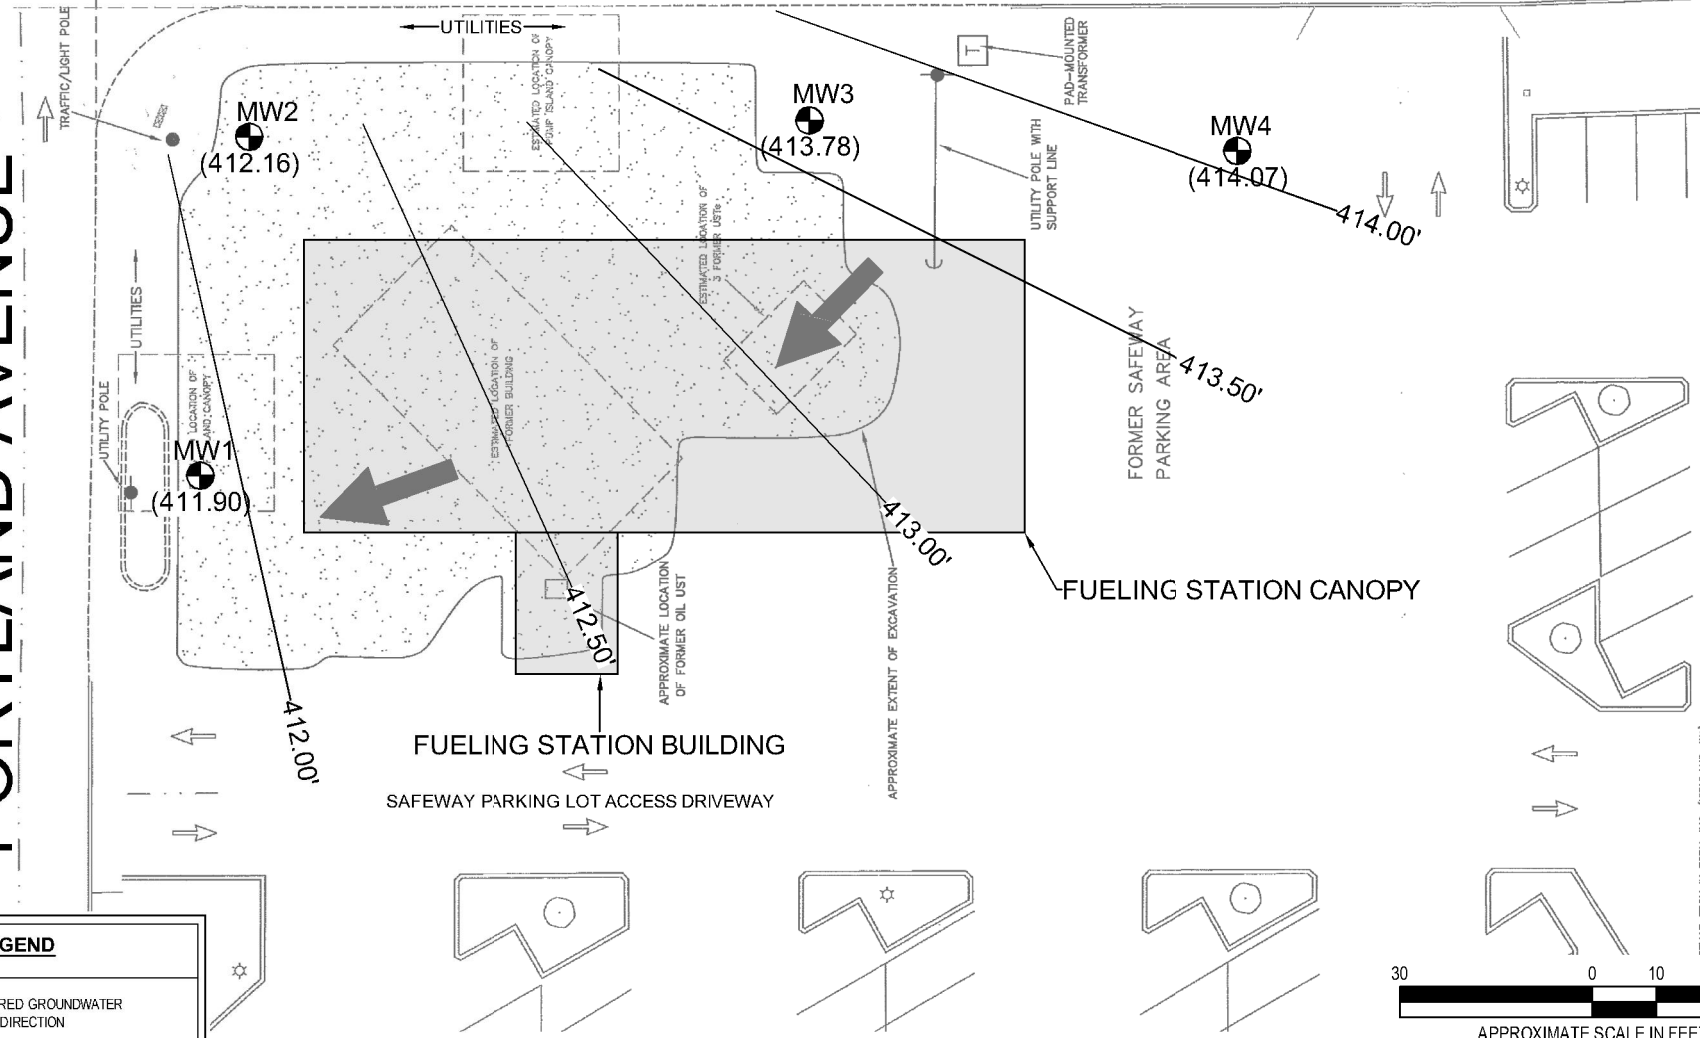 UTILITIES
TRAFFIC/LIGHT POLE
ESTIMATED LOCATION OF
PUMP ISLAND CANOPY
PAD-MOUNTED
TRANSFORMER
T
MW2
(412.16)
MW3
(413.78)
MW4
(414.07)
414.00'
UTILITY POLE WITH
SUPPORT LINE
ESTIMATED LOCATION OF
3 FORMER USTs
UTILITIES
ESTIMATED LOCATION OF
FORMER BUILDING
FORMER SAFEWAY
PARKING AREA
413.50'
UTILITY POLE
LOCATION OF
CANOPY
MW1
(411.90)
413.00'
FUELING STATION CANOPY
412.50'
APPROXIMATE LOCATION
OF FORMER OIL UST
APPROXIMATE EXTENT OF EXCAVATION
412.00'
FUELING STATION BUILDING
SAFEWAY PARKING LOT ACCESS DRIVEWAY
GEND
RED GROUNDWATER
DIRECTION
30 0 10
APPROXIMATE SCALE IN FEET